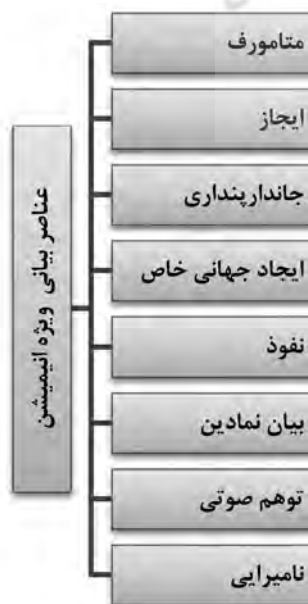 عناصر بیانی ویژه انیمیشن
متامورف
ایجاز
جاندارپنداری
ایجاد جهانی خاص
نفوذ
بیان نمادین
توهم صوتی
نامیرایی